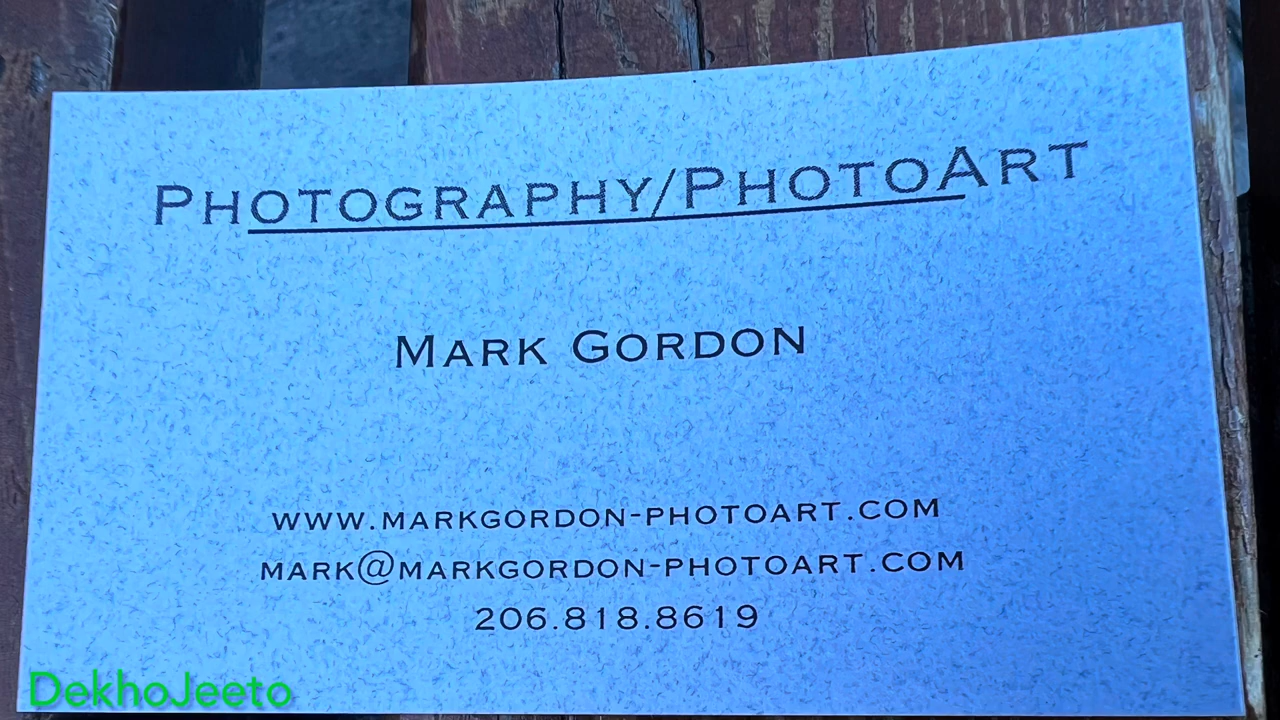 PHOTOGRAPHY/PHOTOART
MARK GORDON
WWW.MARKGORDON-PHOTOART.COM
MARK@MARKGORDON-PHOTOART.COM
206.818.8619
DekhoJeeto